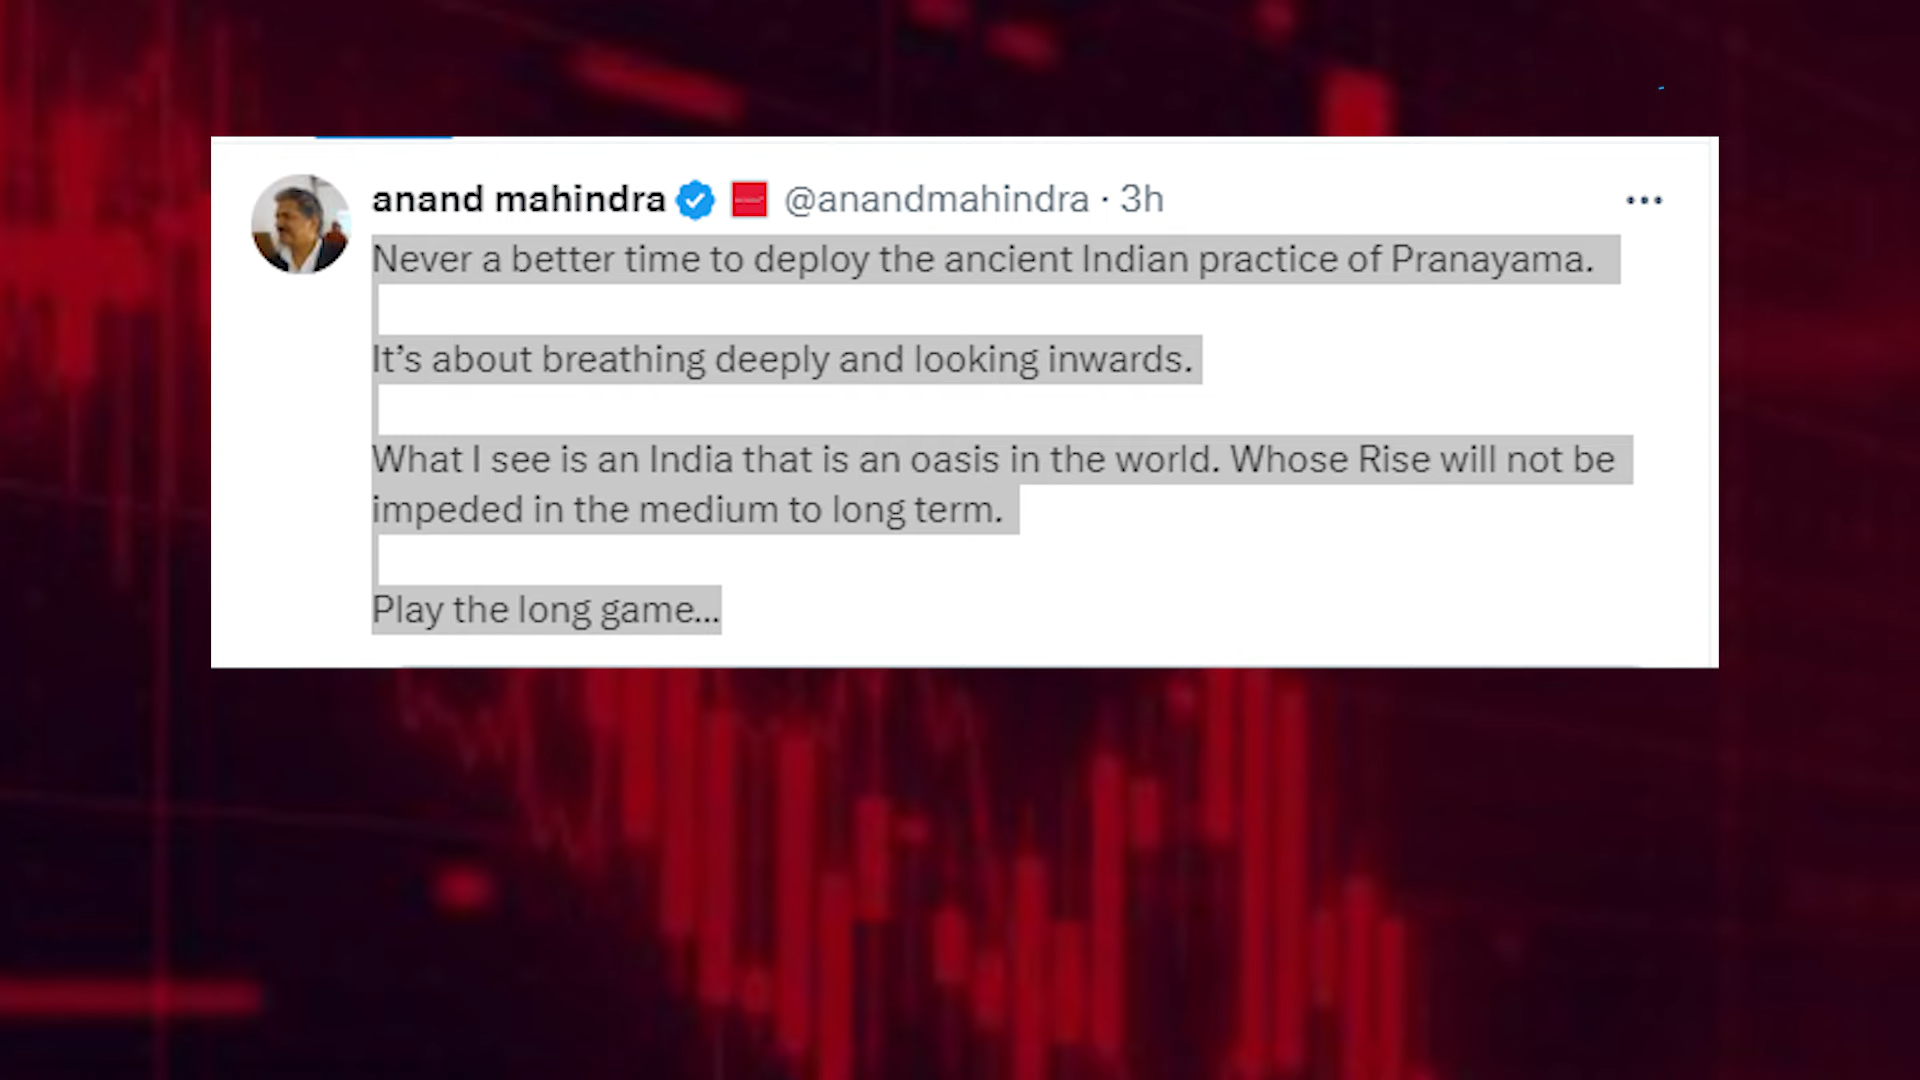 anand mahindra @anandmahindra · 3h
Never a better time to deploy the ancient Indian practice of Pranayama.
It’s about breathing deeply and looking inwards.
What I see is an India that is an oasis in the world. Whose Rise will not be
impeded in the medium to long term.
Play the long game...